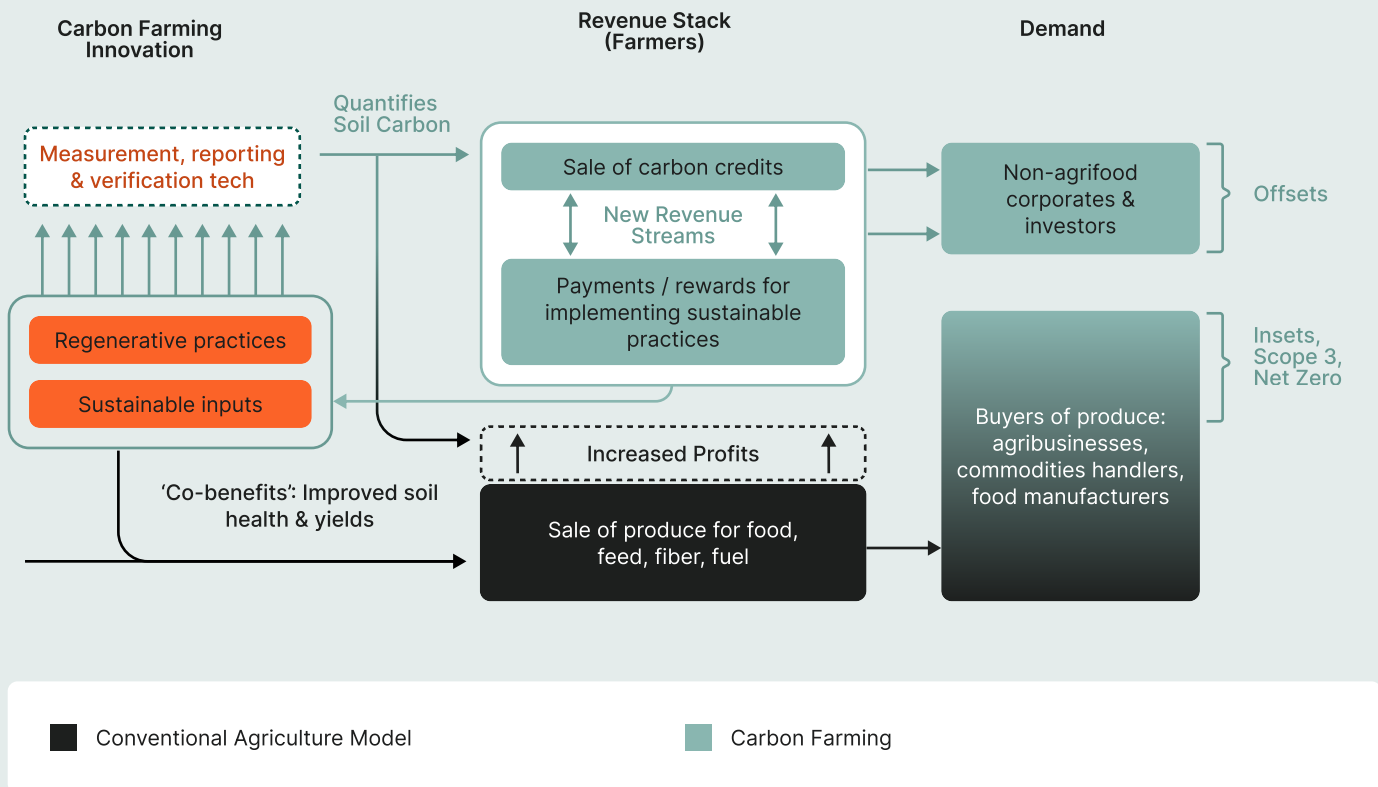 Carbon Farming
Innovation
Revenue Stack
(Farmers)
Demand
Quantifies
Soil Carbon
Measurement, reporting
& verification tech
Regenerative practices
Sustainable inputs
‘Co-benefits’: Improved soil
health & yields
Sale of carbon credits
New Revenue
Streams
Payments / rewards for
implementing sustainable
practices
Increased Profits
Sale of produce for food,
feed, fiber, fuel
Non-agrifood
corporates &
investors
Offsets
Buyers of produce:
agribusinesses,
commodities handlers,
food manufacturers
Insets,
Scope 3,
Net Zero
Conventional Agriculture Model
Carbon Farming